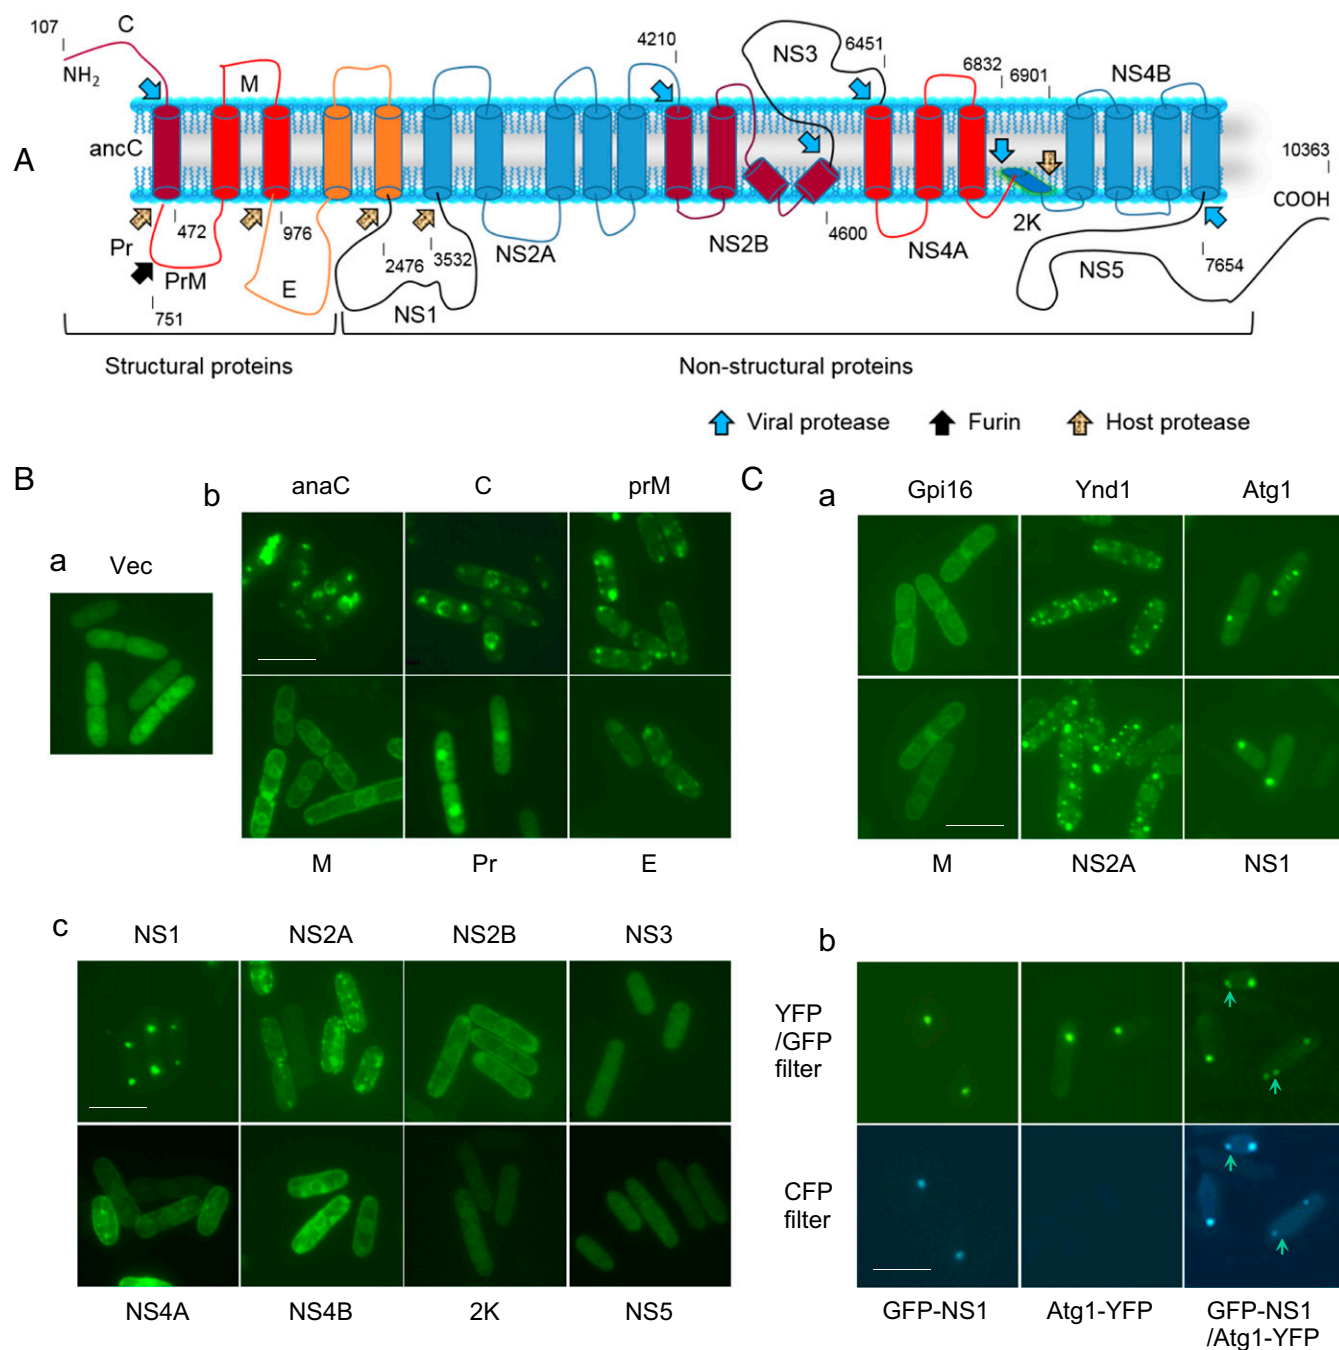 A
107
C
NH2
M
ancC
Pr
PrM
472
751
976
E
2476
3532
NS1
NS2A
4210
NS2B
NS3
4600
6451
NS4A
6832
6901
2K
NS4B
NS5
7654
10363
COOH
Structural proteins
Non-structural proteins
Viral protease
Furin
Host protease
B
a
Vec
b
anaC
C
prM
M
Pr
E
c
NS1
NS2A
NS2B
NS3
NS4A
NS4B
2K
NS5
C
a
Gpi16
Ynd1
Atg1
M
NS2A
NS1
b
YFP
/GFP
filter
CFP
filter
GFP-NS1
Atg1-YFP
GFP-NS1
/Atg1-YFP